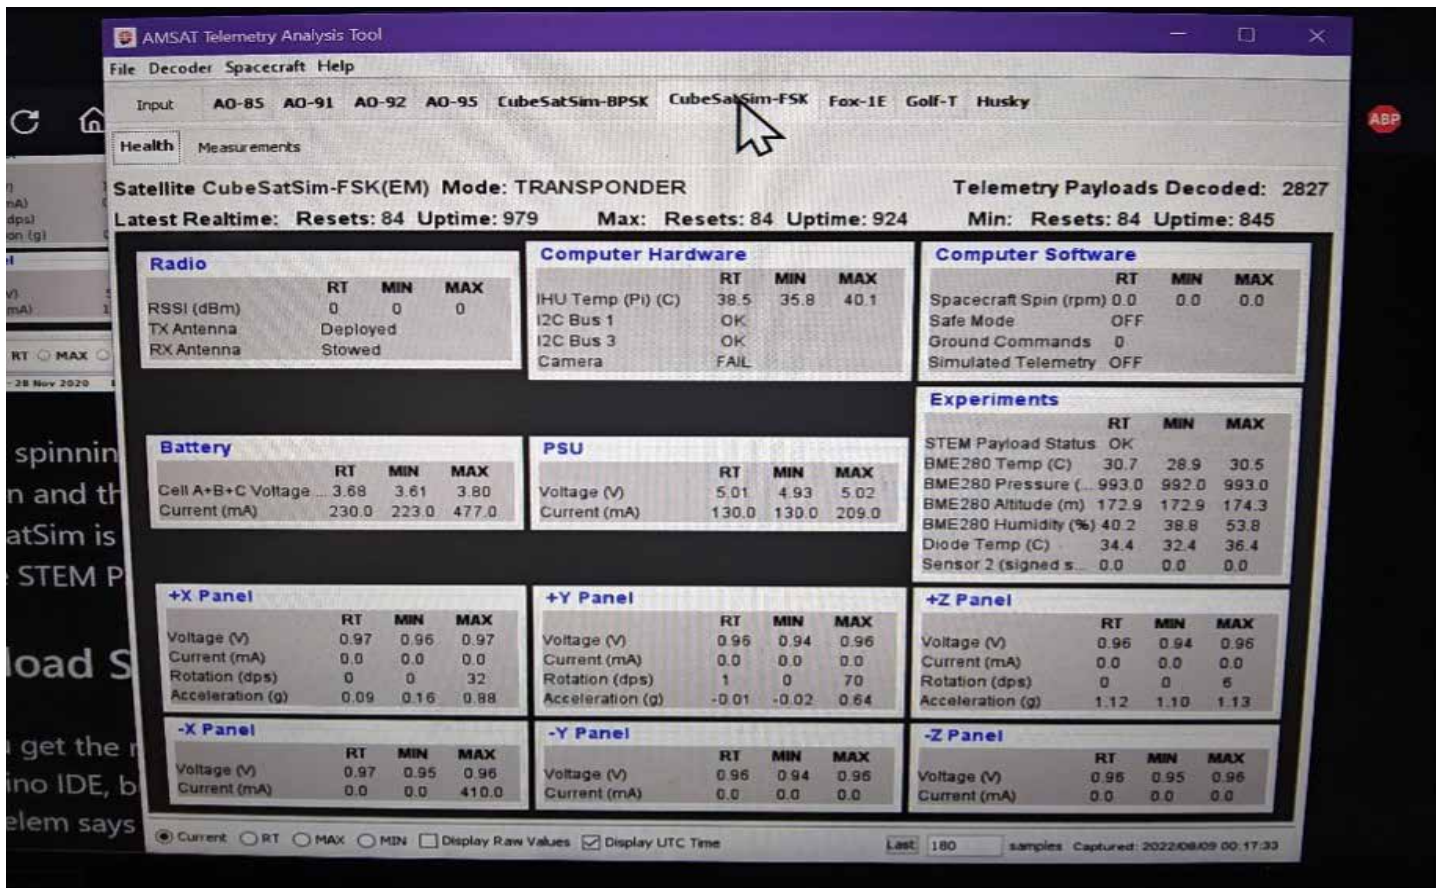 AMSAT Telemetry Analysis Tool
File Decoder Spacecraft Help
Input AO-85 AO-91 AO-92 AO-95 CubeSatSim-BPSK CubeSatSim-FSK Fox-1E Golf-T Husky
ABP
Health Measurements
Satellite CubeSatSim-FSK(EM) Mode: TRANSPONDER Telemetry Payloads Decoded: 2827
Latest Realtime: Resets: 84 Uptime: 979 Max: Resets: 84 Uptime: 924 Min: Resets: 84 Uptime: 845
Radio
RT MIN MAX
RSSI (dBm) 0 0 0
TX Antenna Deployed
RX Antenna Stowed
Computer Hardware
RT MIN MAX
IHU Temp (Pi) (C) 38.5 35.8 40.1
I2C Bus 1 OK
I2C Bus 3 OK
Camera FAIL
Computer Software
RT MIN MAX
Spacecraft Spin (rpm) 0.0 0.0 0.0
Safe Mode OFF
Ground Commands 0
Simulated Telemetry OFF
Experiments
RT MIN MAX
STEM Payload Status OK
BME280 Temp (C) 30.7 28.9 30.5
BME280 Pressure (... 993.0 992.0 993.0
BME280 Altitude (m) 172.9 172.9 174.3
BME280 Humidity (%) 40.2 38.8 53.8
Diode Temp (C) 34.4 32.4 36.4
Sensor 2 (signed s... 0.0 0.0 0.0
Battery
RT MIN MAX
Cell A+B+C Voltage ... 3.68 3.61 3.80
Current (mA) 230.0 223.0 477.0
PSU
RT MIN MAX
Voltage (V) 5.01 4.93 5.02
Current (mA) 130.0 130.0 209.0
+X Panel
RT MIN MAX
Voltage (V) 0.97 0.96 0.97
Current (mA) 0.0 0.0 0.0
Rotation (dps) 0 0 32
Acceleration (g) 0.09 0.16 0.88
+Y Panel
RT MIN MAX
Voltage (V) 0.96 0.94 0.96
Current (mA) 0.0 0.0 0.0
Rotation (dps) 1 0 70
Acceleration (g) -0.01 -0.02 0.64
+Z Panel
RT MIN MAX
Voltage (V) 0.96 0.94 0.96
Current (mA) 0.0 0.0 0.0
Rotation (dps) 0 0 6
Acceleration (g) 1.12 1.10 1.13
-X Panel
RT MIN MAX
Voltage (V) 0.97 0.95 0.96
Current (mA) 0.0 0.0 410.0
-Y Panel
RT MIN MAX
Voltage (V) 0.96 0.94 0.96
Current (mA) 0.0 0.0 0.0
-Z Panel
RT MIN MAX
Voltage (V) 0.96 0.95 0.96
Current (mA) 0.0 0.0 0.0
Current RT MAX MIN Display Raw Values Display UTC Time Last 180 samples Captured: 2022/08/09 00:17:33
RT MAX
28 Nov 2020
spinnin
n and th
atSim is
STEM P
load S
get the
ino IDE, b
elem says